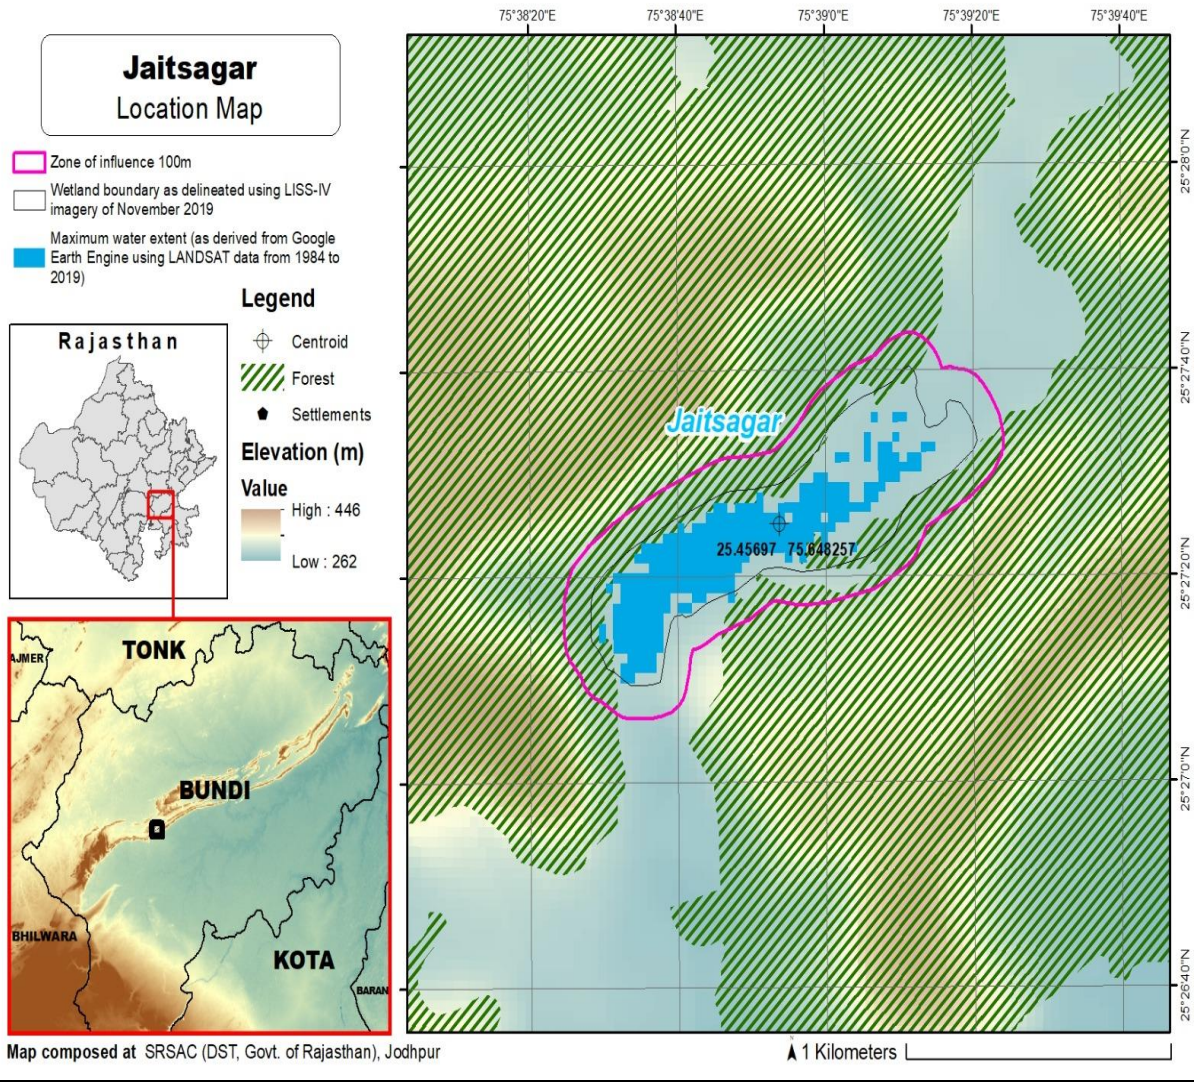 Jaitsagar
Location Map
Zone of influence 100m
Wetland boundary as delineated using LISS-IV
imagery of November 2019
Maximum water extent (as derived from Google
Earth Engine using LANDSAT data from 1984 to
2019)
Legend
Centroid
Forest
Settlements
Elevation (m)
Value
High : 446
Low : 262
Rajasthan
TONK
AJMER
BUNDI
BHILWARA
KOTA
BARAN
75°38'20"E 75°38'40"E 75°39'0"E 75°39'20"E 75°39'40"E
25°28'0"N
25°27'40"N
25°27'20"N
25°27'0"N
25°26'40"N
Jaitsagar
25.45697 75.648257
Map composed at SRSAC (DST, Govt. of Rajasthan), Jodhpur
1 Kilometers